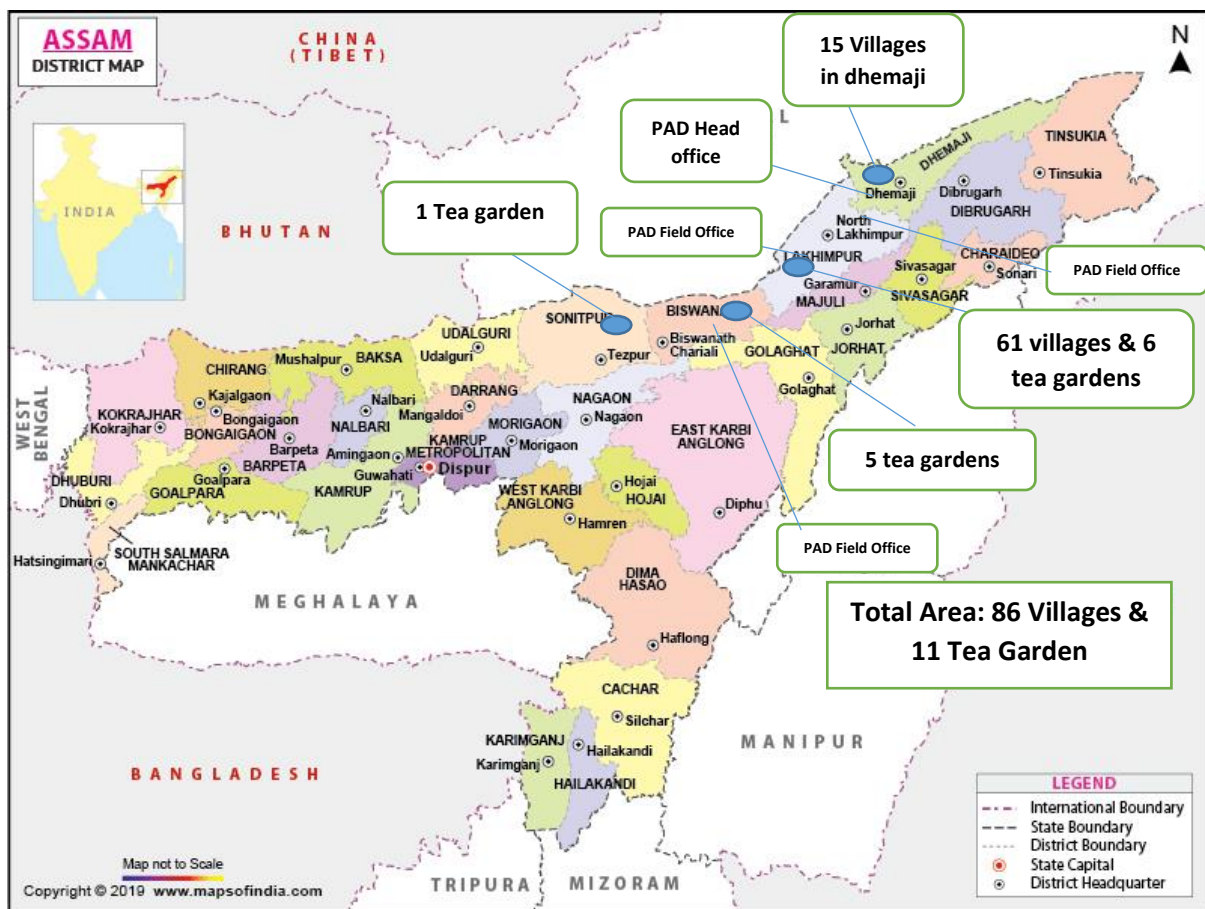 ASSAM
DISTRICT MAP
CHINA
(TIBET)
N
15 Villages
in dhemaji
L
PAD Head
office
TINSUKIA
DHEMAJI
Tinsukia
Dhemaji
Dibrugarh
DIBRUGARH
INDIA
1 Tea garden
BHUTAN
PAD Field Office
North
Lakhimpur
LAKHIMPUR
CHARAIDEO
Sonari
Sivasagar
SIVASAGAR
PAD Field Office
Garamur
MAJULI
SONITPUR
BISWANA
Biswanath
Chariali
Tezpur
Jorhat
JORHAT
GOLAGHAT
Golaghat
61 villages & 6
tea gardens
UDALGURI
Udalguri
Mushalpur
BAKSA
CHIRANG
Kajalgaon
DARRANG
Mangaldoi
NAGAON
Nagaon
WEST
BENGAL
KOKRAJHAR
Kokrajhar
Bongaigaon
BONGAIGAON
Nalbari
NALBARI
Barpeta
BARPETA
MORIGAON
Morigaon
KAMRUP
METROPOLITAN
Amingaon
Guwahati
Dispur
EAST KARBI
ANGLONG
5 tea gardens
DHUBURI
Dhubri
Goalpara
GOALPARA
KAMRUP
WEST KARBI
ANGLONG
Hamren
Hojai
HOJAI
Diphu
Hatsingimari
SOUTH SALMARA
MANKACHAR
PAD Field Office
MEGHALAYA
DIMA
HASAO
Haflong
Total Area: 86 Villages &
11 Tea Garden
CACHAR
Silchar
KARIMGANJ
Karimganj
Hailakandi
HAILAKANDI
MANIPUR
BANGLADESH
LEGEND
International Boundary
State Boundary
District Boundary
State Capital
District Headquarter
Map not to Scale
Copyright © 2019 www.mapsofindia.com
TRIPURA
MIZORAM